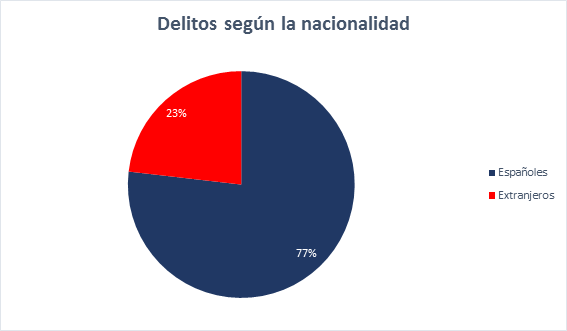 Delitos según la nacionalidad
23%
Españoles
Extranjeros
77%